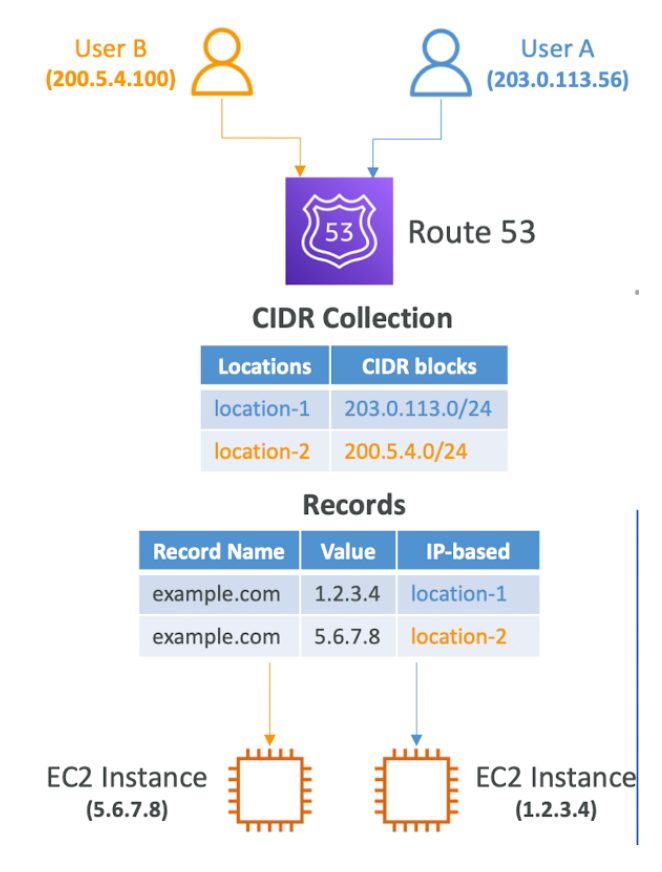 User B
(200.5.4.100)
User A
(203.0.113.56)
53
Route 53
CIDR Collection
Locations CIDR blocks
location-1 203.0.113.0/24
location-2 200.5.4.0/24
Records
Record Name Value IP-based
example.com 1.2.3.4 location-1
example.com 5.6.7.8 location-2
EC2 Instance
(5.6.7.8)
EC2 Instance
(1.2.3.4)